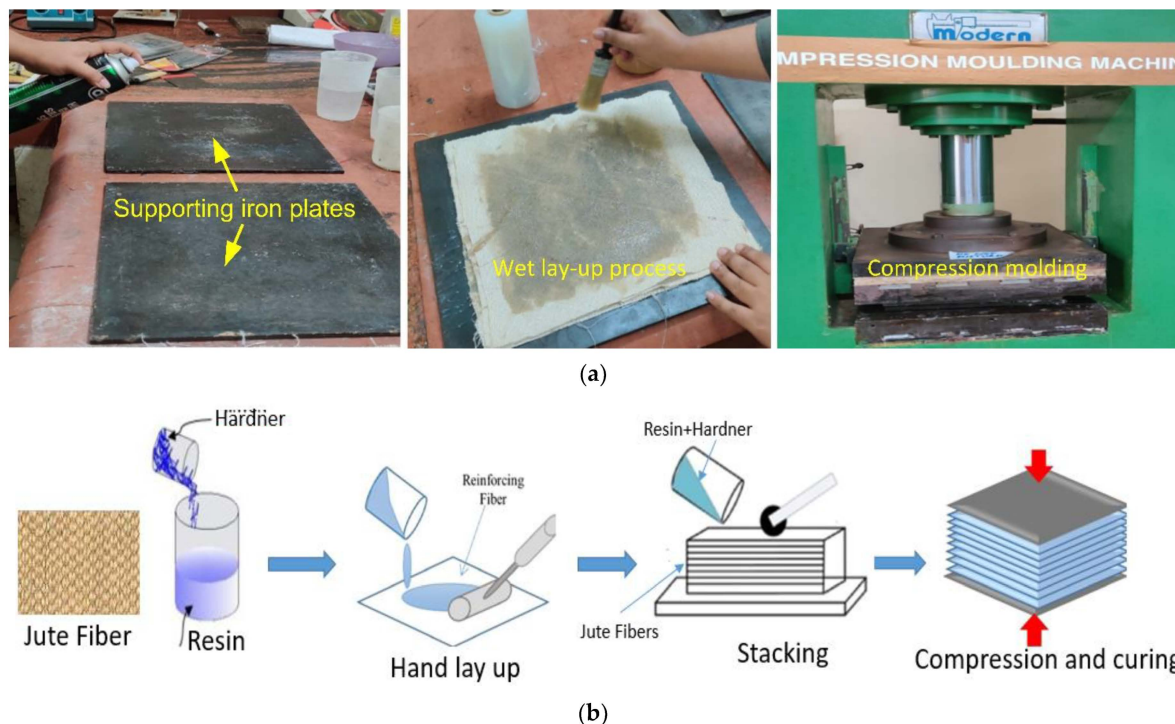 Modern
MPRESSION MOULDING MACHIN
Supporting iron plates
Wet lay-up process
Compression molding
(a)
Hardner
Resin+Hardner
Reinforcing
Fiber
Jute Fibers
Jute Fiber
Resin
Hand lay up
Stacking
Compression and curing
(b)